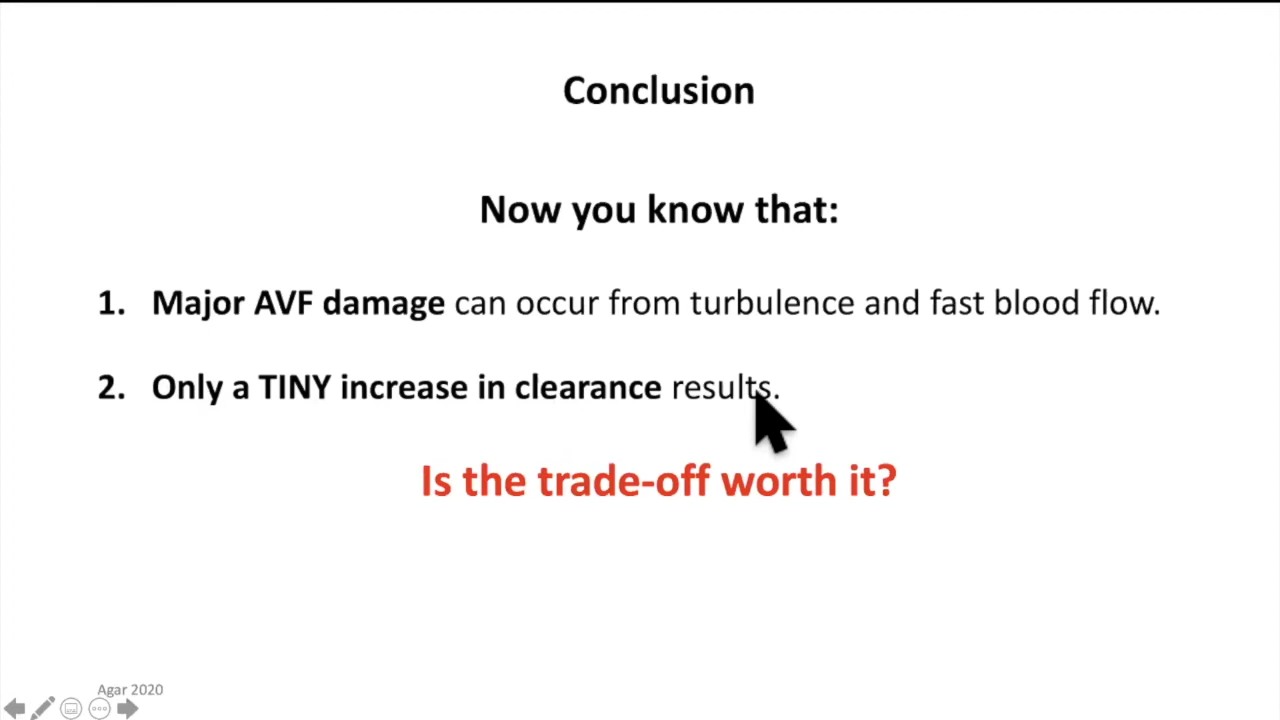 Conclusion
Now you know that:
1. Major AVF damage can occur from turbulence and fast blood flow.
2. Only a TINY increase in clearance results.
Is the trade-off worth it?
Agar 2020